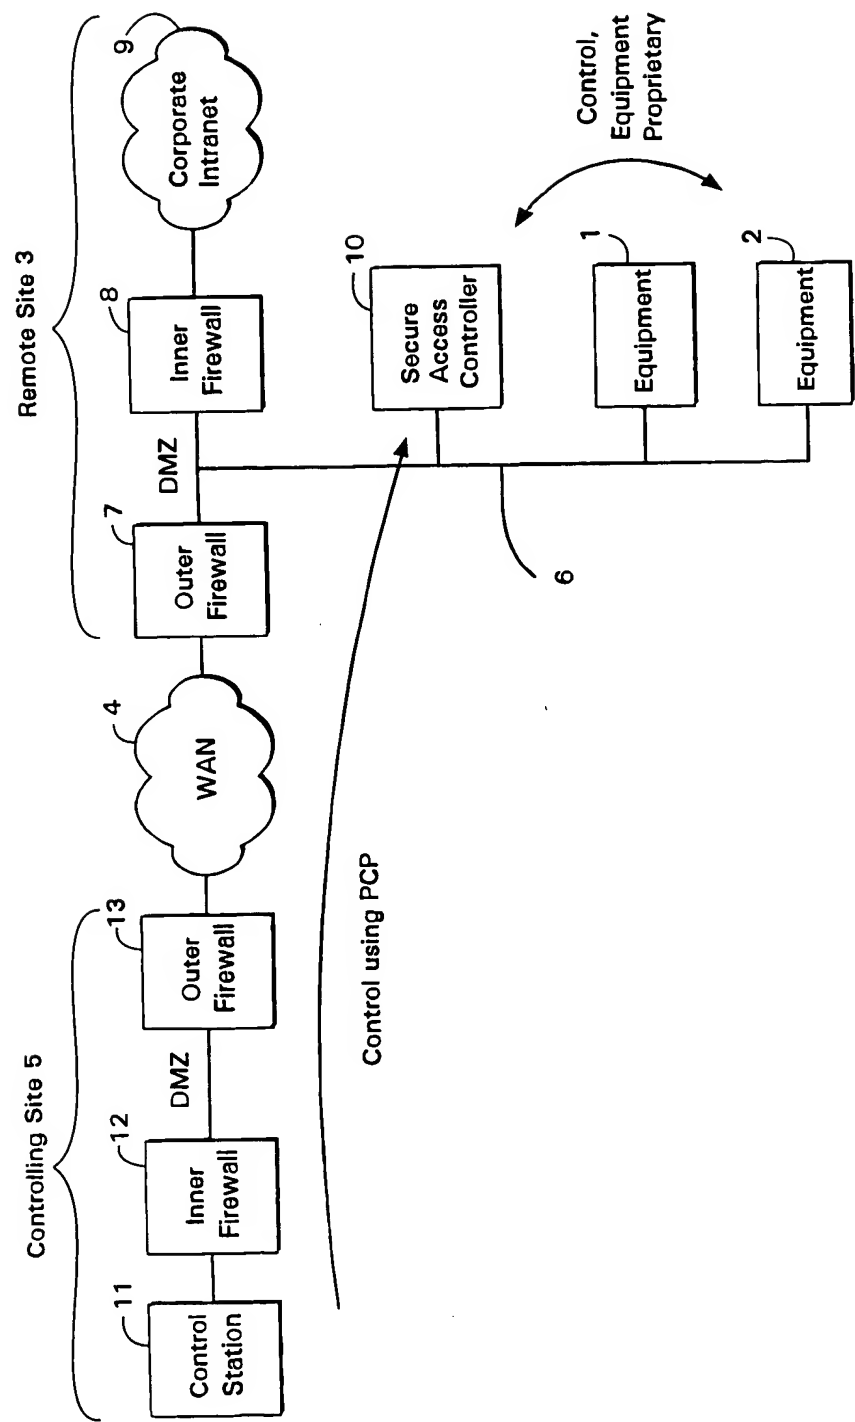 Controlling Site 5
Remote Site 3
11
Control
Station
12
Inner
Firewall
DMZ
13
Outer
Firewall
4
WAN
7
Outer
Firewall
DMZ
8
Inner
Firewall
9
Corporate
Intranet
Control using PCP
6
10
Secure
Access
Controller
1
Equipment
2
Equipment
Control,
Equipment
Proprietary